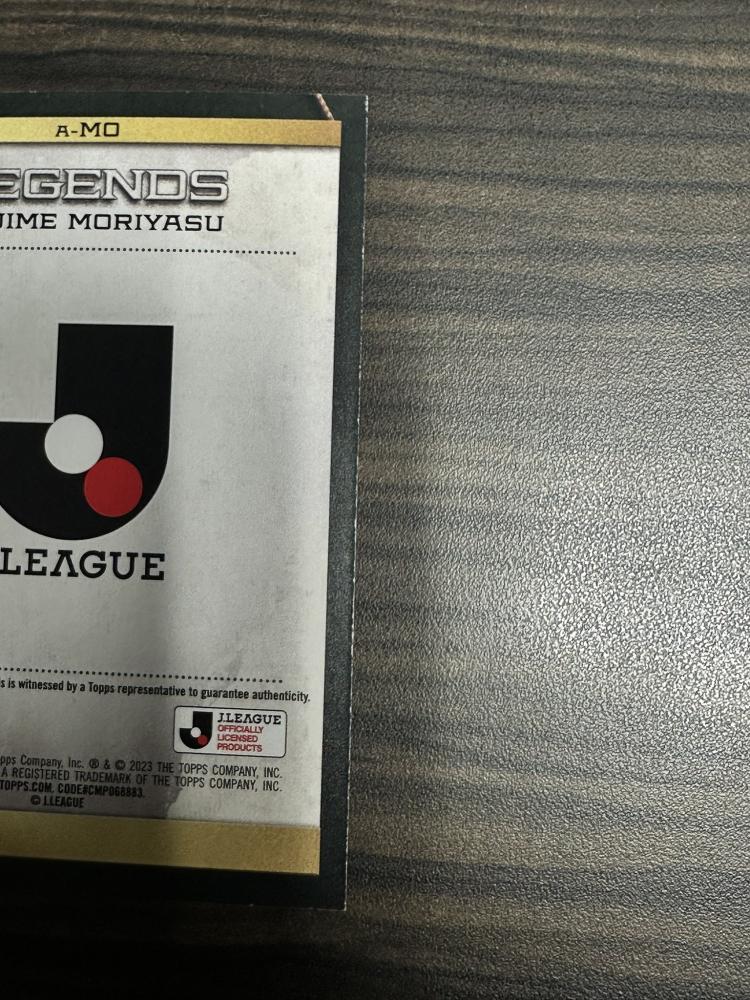 A-MO
EGENDS
JIME MORIYASU
LEAGUE
s is witnessed by a Topps representative to guarantee authenticity.
J.LEAGUE
OFFICIALLY
LICENSED
PRODUCTS
pps Company, Inc. ® & © 2023 THE TOPPS COMPANY, INC.
A REGISTERED TRADEMARK OF THE TOPPS COMPANY, INC.
TOPPS.COM. CODE#CMP068883.
© J.LEAGUE